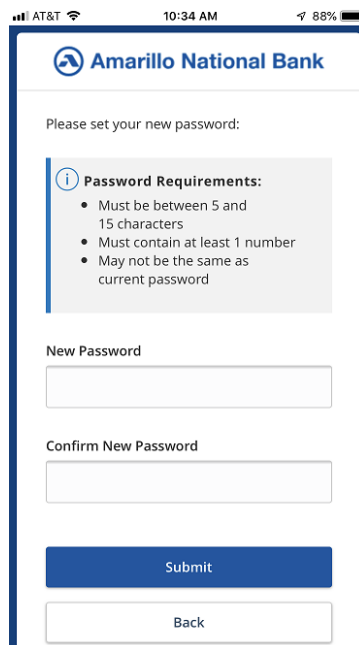 AT&T 10:34 AM 88%
Amarillo National Bank
Please set your new password:
Password Requirements:
• Must be between 5 and
15 characters
• Must contain at least 1 number
• May not be the same as
current password
New Password
Confirm New Password
Submit
Back